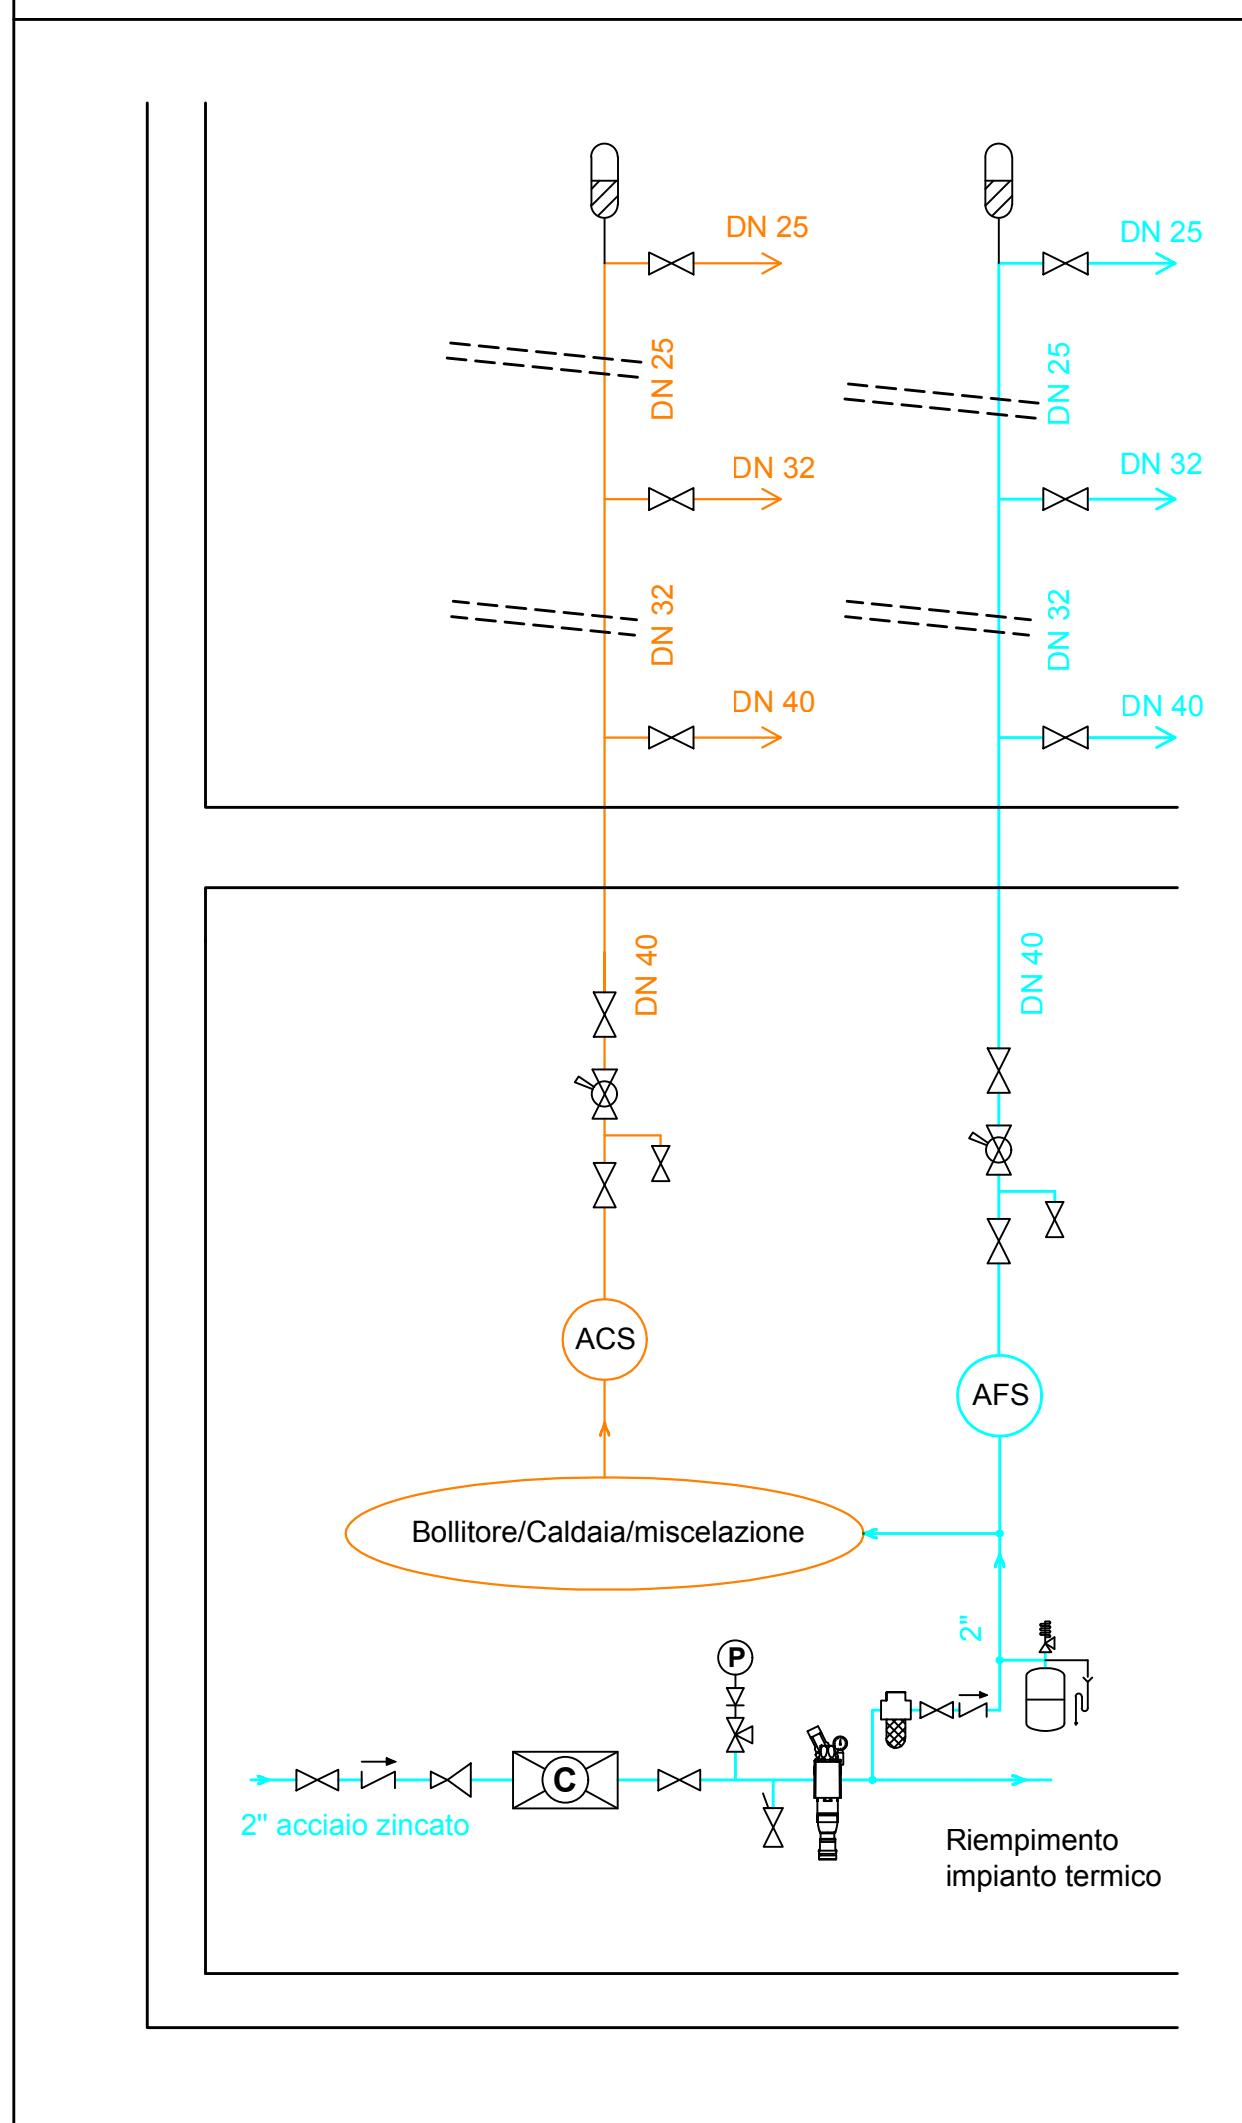 DN 25
DN 25
DN 25
DN 25
DN 32
DN 32
DN 32
DN 32
DN 40
DN 40
DN 40
DN 40
ACS
AFS
Bollitore/Caldaia/miscelazione
2"
P
C
2" acciaio zincato
Riempimento
impianto termico